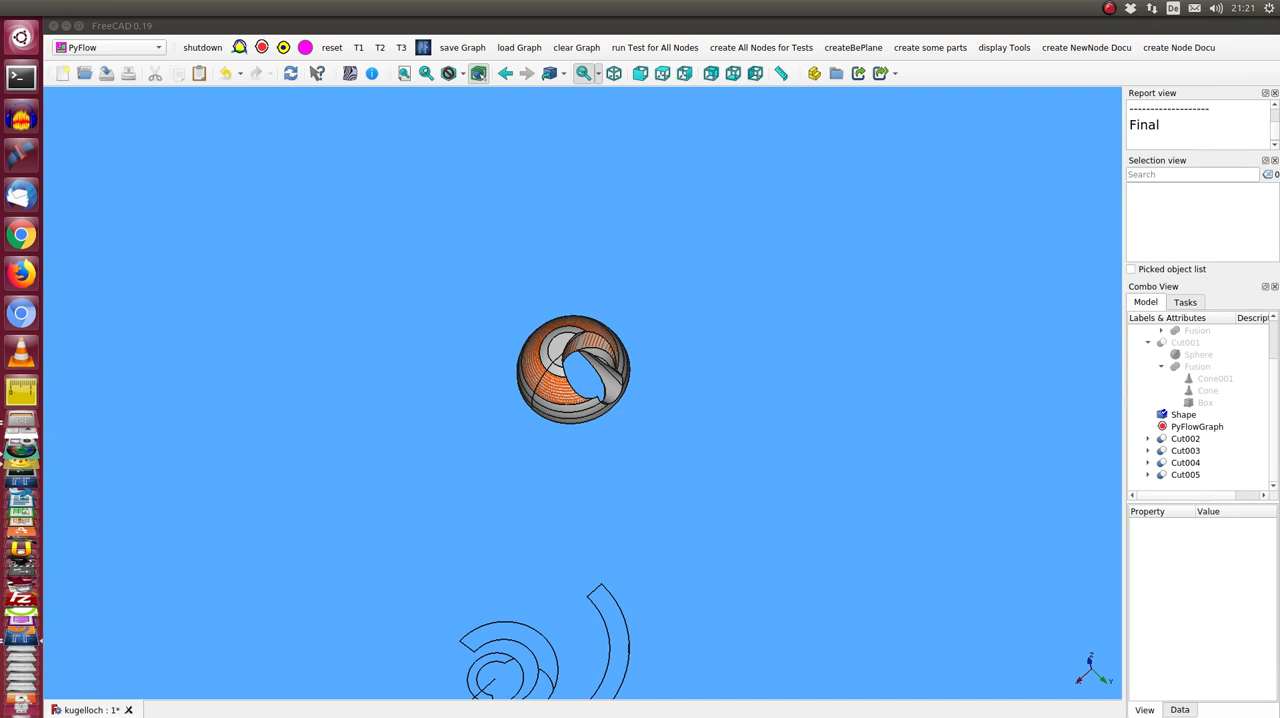 De
21:21
FreeCAD 0.19
PyFlow
shutdown
reset
T1
T2
T3
save Graph
load Graph
clear Graph
run Test for All Nodes
create All Nodes for Tests
createBePlane
create some parts
display Tools
create NewNode Docu
create Node Docu
Report view
-------------------
Final
Selection view
Search
0
Picked object list
Combo View
Model
Tasks
Labels & Attributes
Descrip
Fusion
Cut001
Sphere
Fusion
Cone001
Cone
Box
Shape
PyFlowGraph
Cut002
Cut003
Cut004
Cut005
Property
Value
Z
Y
kugelloch : 1*
View
Data